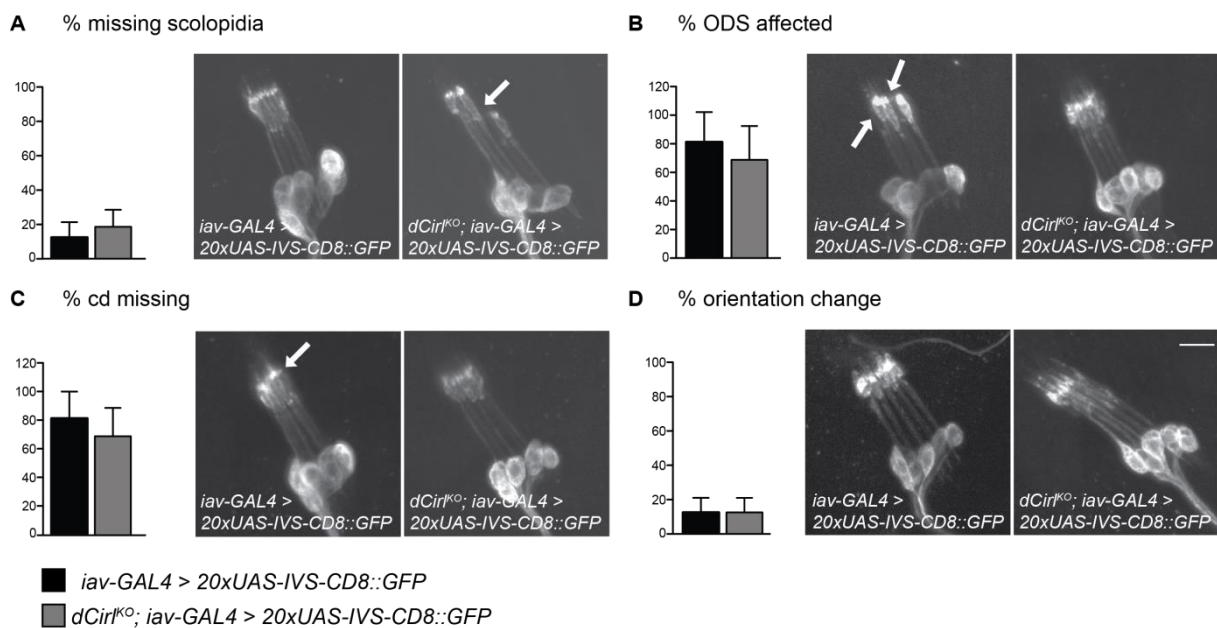 A % missing scolopidia
100
80
60
40
20
0
iav-GAL4 >
20xUAS-IVS-CD8::GFP
dCirlKO; iav-GAL4 >
20xUAS-IVS-CD8::GFP
B % ODS affected
120
100
80
60
40
20
0
iav-GAL4 >
20xUAS-IVS-CD8::GFP
dCirlKO; iav-GAL4 >
20xUAS-IVS-CD8::GFP
C % cd missing
120
100
80
60
40
20
0
iav-GAL4 >
20xUAS-IVS-CD8::GFP
dCirlKO; iav-GAL4 >
20xUAS-IVS-CD8::GFP
D % orientation change
100
80
60
40
20
0
iav-GAL4 >
20xUAS-IVS-CD8::GFP
dCirlKO; iav-GAL4 >
20xUAS-IVS-CD8::GFP
iav-GAL4 > 20xUAS-IVS-CD8::GFP
dCirlKO; iav-GAL4 > 20xUAS-IVS-CD8::GFP